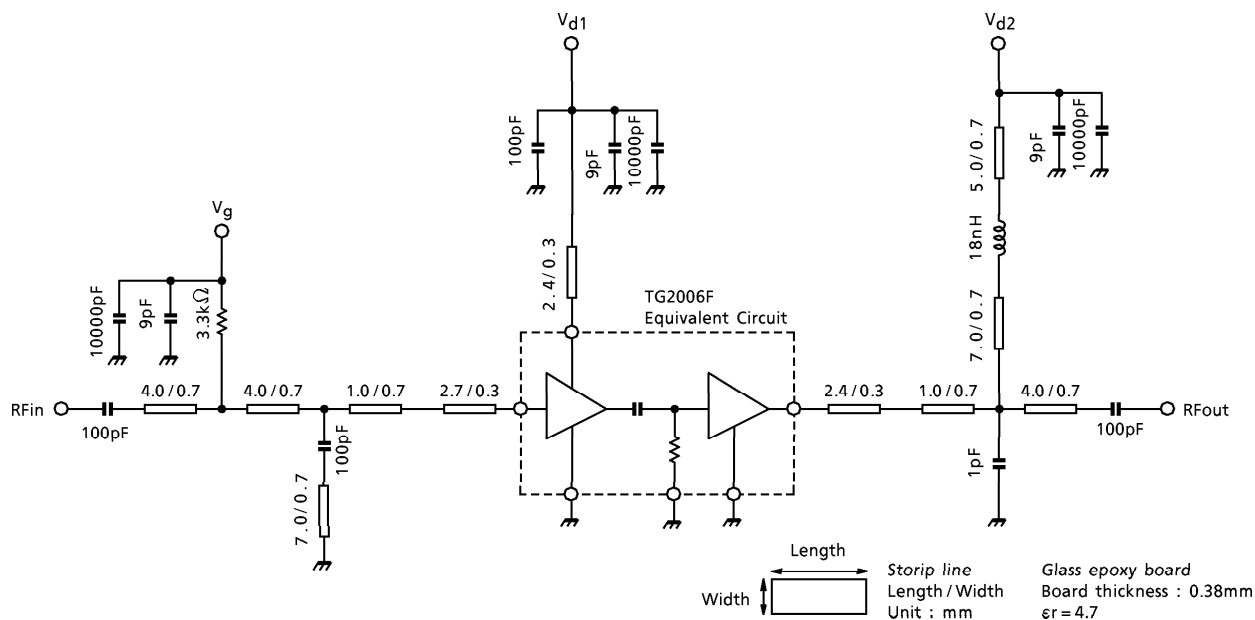 Vd1
Vd2
100pF
9pF
10000pF
5.0/0.7
9pF
10000pF
Vg
18nH
2.4/0.3
10000pF
9pF
3.3kΩ
TG2006F
Equivalent Circuit
7.0/0.7
RFin
100pF
4.0/0.7
4.0/0.7
1.0/0.7
2.7/0.3
2.4/0.3
1.0/0.7
4.0/0.7
100pF
RFout
100pF
7.0/0.7
1pF
Length
Width
Storip line
Length/Width
Unit : mm
Glass epoxy board
Board thickness : 0.38mm
εr=4.7